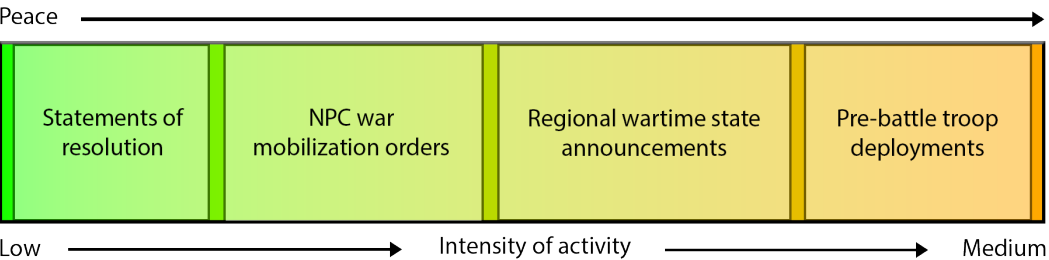 Peace
Statements of
resolution
NPC war
mobilization orders
Regional wartime state
announcements
Pre-battle troop
deployments
Low
Intensity of activity
Medium